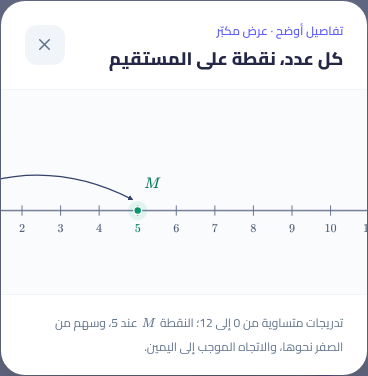 تفاصيل أوضح · عرض مكبّر
كل عدد، نقطة على المستقيم
M
2 3 4 5 6 7 8 9 10 1
تدريجات متساوية من 0 إلى 12؛ النقطة M عند 5، وسهم من
الصفر نحوها، والاتجاه الموجب إلى اليمين.